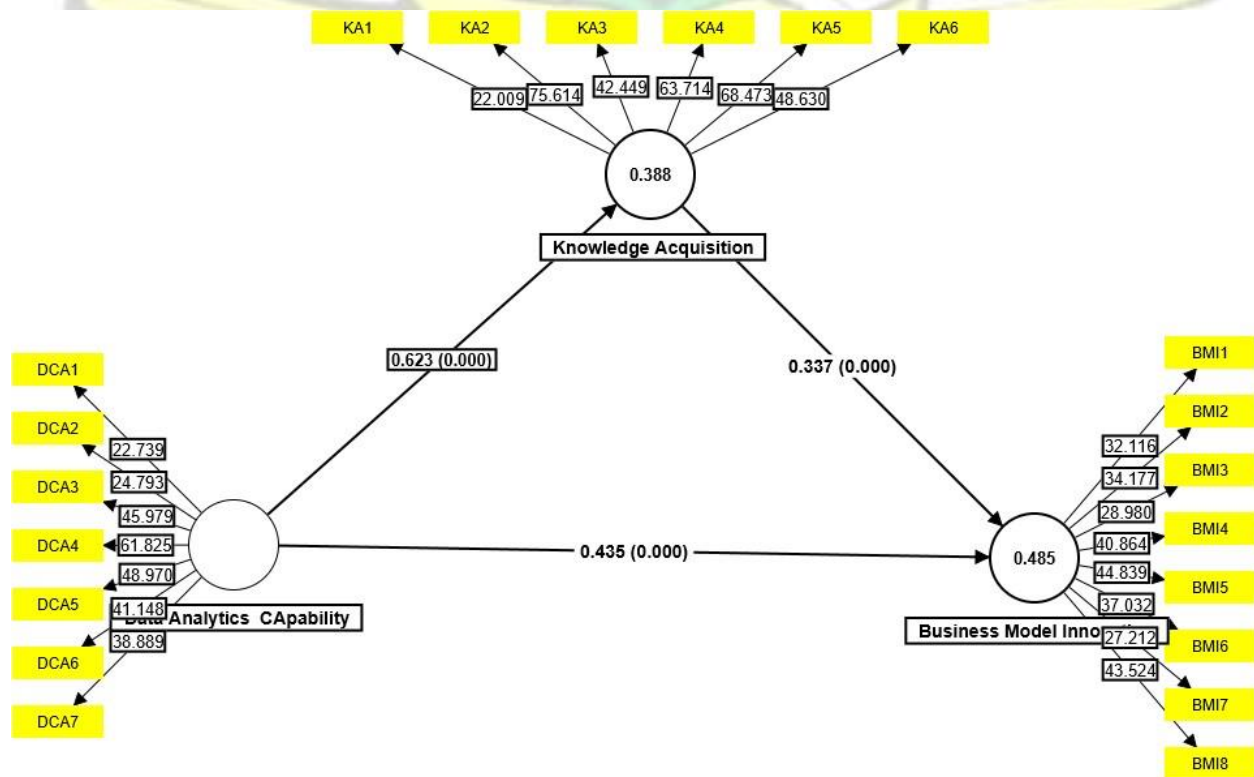 KA1 KA2 KA3 KA4 KA5 KA6
22.009 75.614 42.449 63.714 68.473 48.630
0.388
Knowledge Acquisition
0.623 (0.000)
0.337 (0.000)
DCA1
DCA2
DCA3
DCA4
DCA5
DCA6
DCA7
22.739
24.793
45.979
61.825
48.970
41.148
38.889
Analytics CApability
0.435 (0.000)
0.485
Business Model
BMI1
BMI2
BMI3
BMI4
BMI5
BMI6
BMI7
BMI8
32.116
34.177
28.980
40.864
44.839
37.032
27.212
43.524